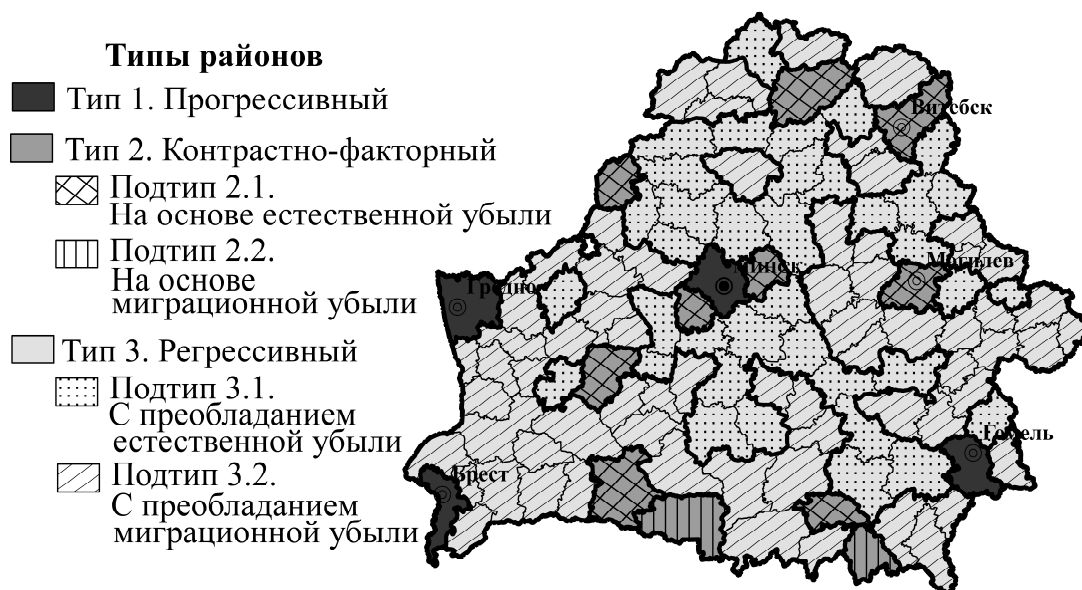 Типы районов
Тип 1. Прогрессивный
Тип 2. Контрастно-факторный
Подтип 2.1.
На основе естественной убыли
Подтип 2.2.
На основе
миграционной убыли
Тип 3. Регрессивный
Подтип 3.1
С преобладанием
естественной убыли
Подтип 3.2.
С преобладанием
миграционной убыли
Витебск
Минск
Могилев
Гродно
Гомель
Брест